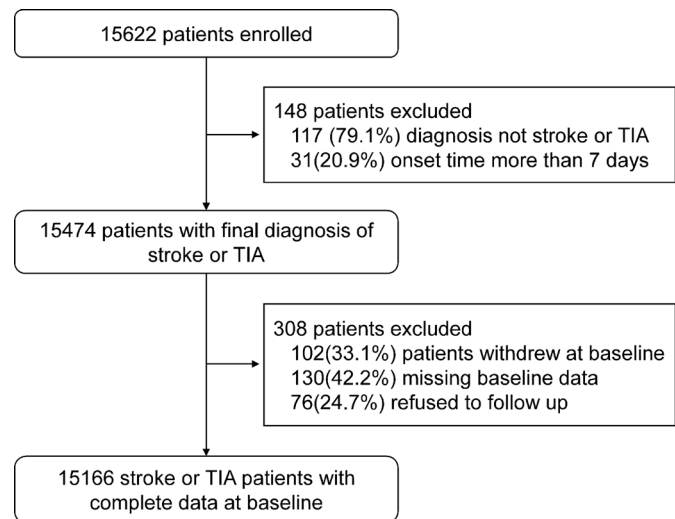 15622 patients enrolled
148 patients excluded
117 (79.1%) diagnosis not stroke or TIA
31(20.9%) onset time more than 7 days
15474 patients with final diagnosis of
stroke or TIA
308 patients excluded
102(33.1%) patients withdrew at baseline
130(42.2%) missing baseline data
76(24.7%) refused to follow up
15166 stroke or TIA patients with
complete data at baseline